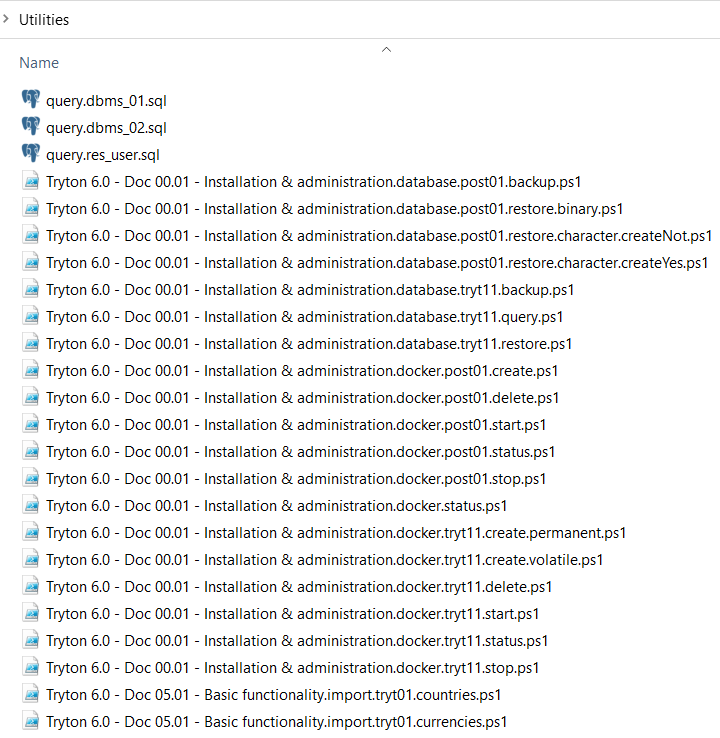 Utilities
Name
query.dbms_01.sql
query.dbms_02.sql
query.res_user.sql
Tryton 6.0 - Doc 00.01 - Installation & administration.database.post01.backup.ps1
Tryton 6.0 - Doc 00.01 - Installation & administration.database.post01.restore.binary.ps1
Tryton 6.0 - Doc 00.01 - Installation & administration.database.post01.restore.character.createNot.ps1
Tryton 6.0 - Doc 00.01 - Installation & administration.database.post01.restore.character.createYes.ps1
Tryton 6.0 - Doc 00.01 - Installation & administration.database.tryt11.backup.ps1
Tryton 6.0 - Doc 00.01 - Installation & administration.database.tryt11.query.ps1
Tryton 6.0 - Doc 00.01 - Installation & administration.database.tryt11.restore.ps1
Tryton 6.0 - Doc 00.01 - Installation & administration.docker.post01.create.ps1
Tryton 6.0 - Doc 00.01 - Installation & administration.docker.post01.delete.ps1
Tryton 6.0 - Doc 00.01 - Installation & administration.docker.post01.start.ps1
Tryton 6.0 - Doc 00.01 - Installation & administration.docker.post01.status.ps1
Tryton 6.0 - Doc 00.01 - Installation & administration.docker.post01.stop.ps1
Tryton 6.0 - Doc 00.01 - Installation & administration.docker.status.ps1
Tryton 6.0 - Doc 00.01 - Installation & administration.docker.tryt11.create.permanent.ps1
Tryton 6.0 - Doc 00.01 - Installation & administration.docker.tryt11.create.volatile.ps1
Tryton 6.0 - Doc 00.01 - Installation & administration.docker.tryt11.delete.ps1
Tryton 6.0 - Doc 00.01 - Installation & administration.docker.tryt11.start.ps1
Tryton 6.0 - Doc 00.01 - Installation & administration.docker.tryt11.status.ps1
Tryton 6.0 - Doc 00.01 - Installation & administration.docker.tryt11.stop.ps1
Tryton 6.0 - Doc 05.01 - Basic functionality.import.tryt01.countries.ps1
Tryton 6.0 - Doc 05.01 - Basic functionality.import.tryt01.currencies.ps1